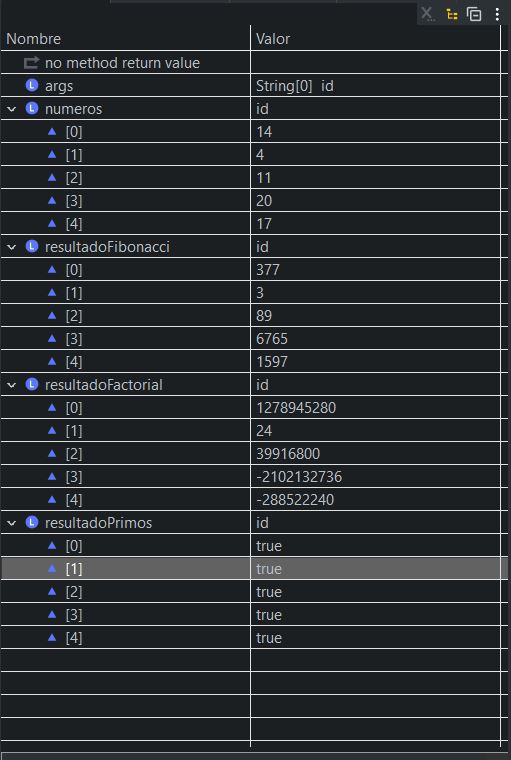 Nombre Valor
no method return value
L args String[0] id
L numeros id
[0] 14
[1] 4
[2] 11
[3] 20
[4] 17
L resultadoFibonacci id
[0] 377
[1] 3
[2] 89
[3] 6765
[4] 1597
L resultadoFactorial id
[0] 1278945280
[1] 24
[2] 39916800
[3] -2102132736
[4] -288522240
L resultadoPrimos id
[0] true
[1] true
[2] true
[3] true
[4] true